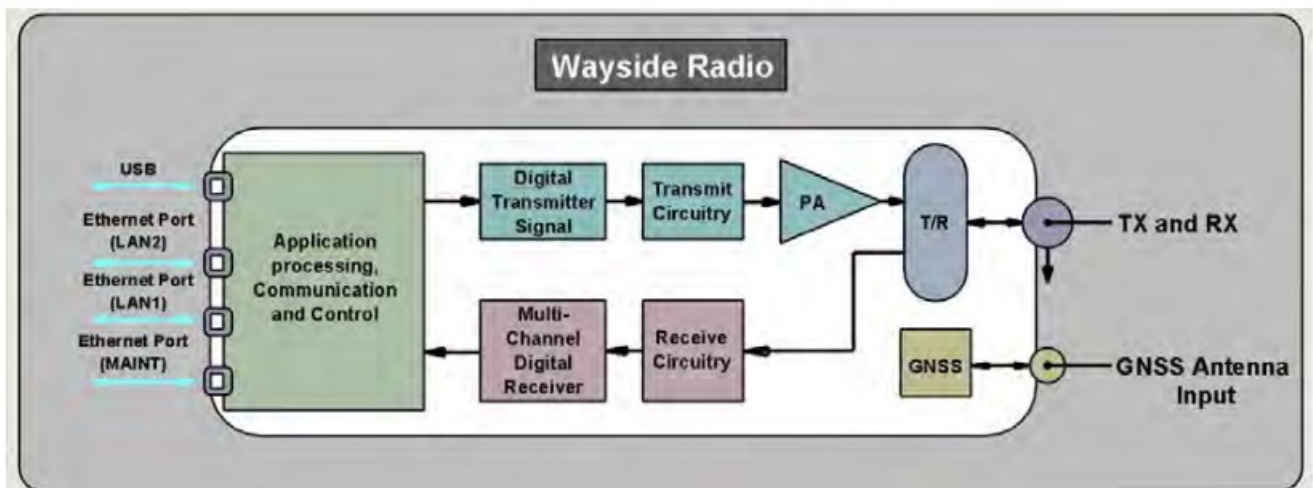 Wayside Radio
USB
Ethernet Port
(LAN2)
Ethernet Port
(LAN1)
Ethernet Port
(MAINT)
Application
processing,
Communication
and Control
Digital
Transmitter
Signal
Transmit
Circuitry
PA
T/R
TX and RX
Multi-
Channel
Digital
Receiver
Receive
Circuitry
GNSS
GNSS Antenna
Input